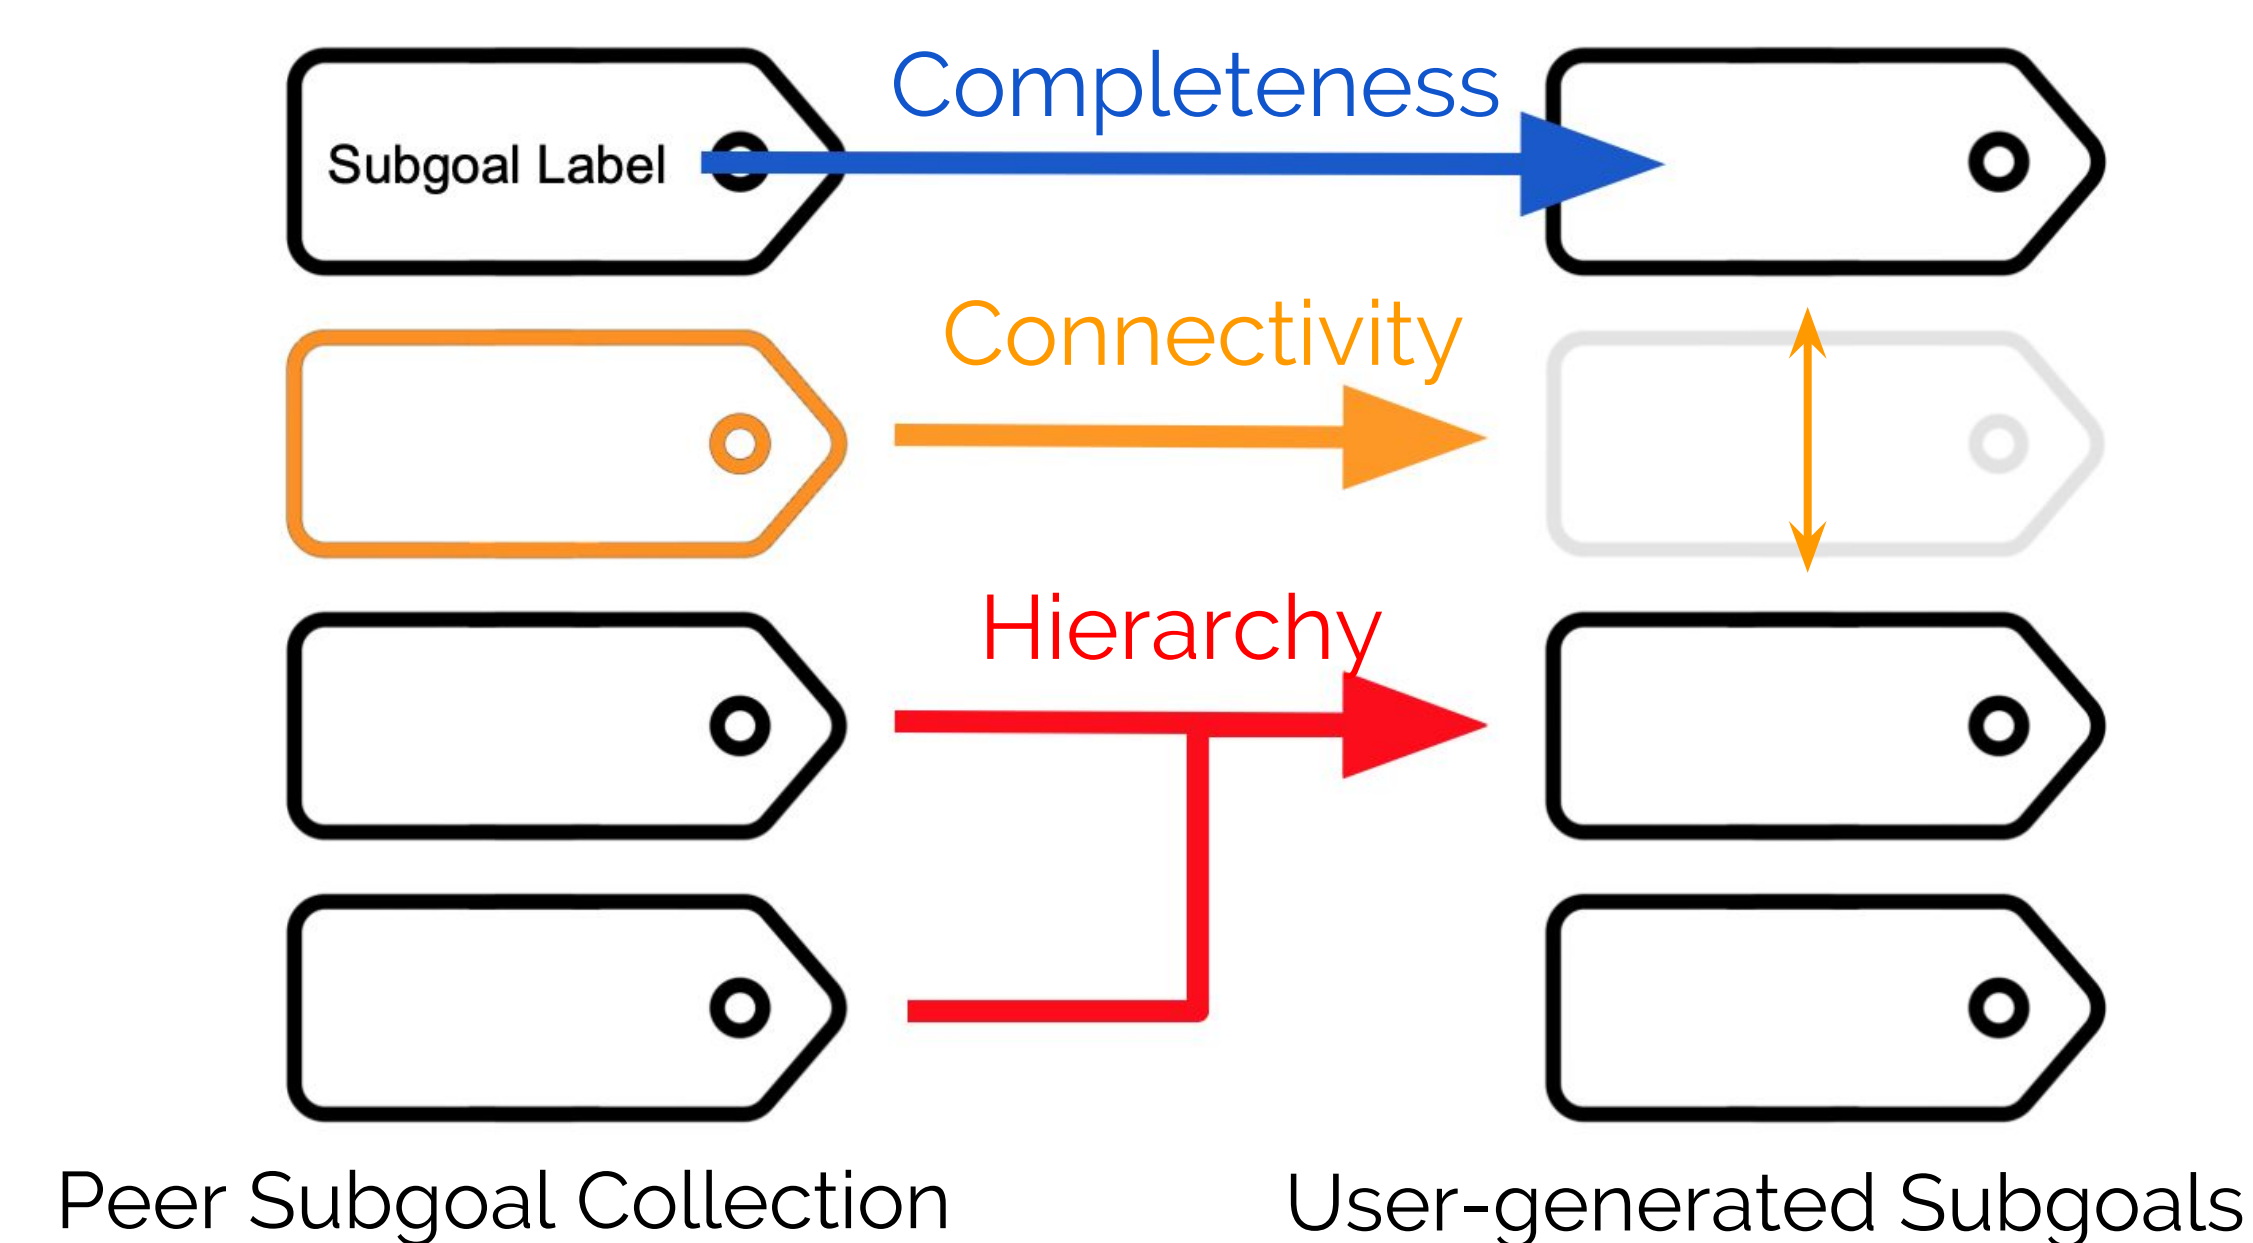 Completeness
Subgoal Label
Connectivity
Hierarchy
Peer Subgoal Collection
User-generated Subgoals